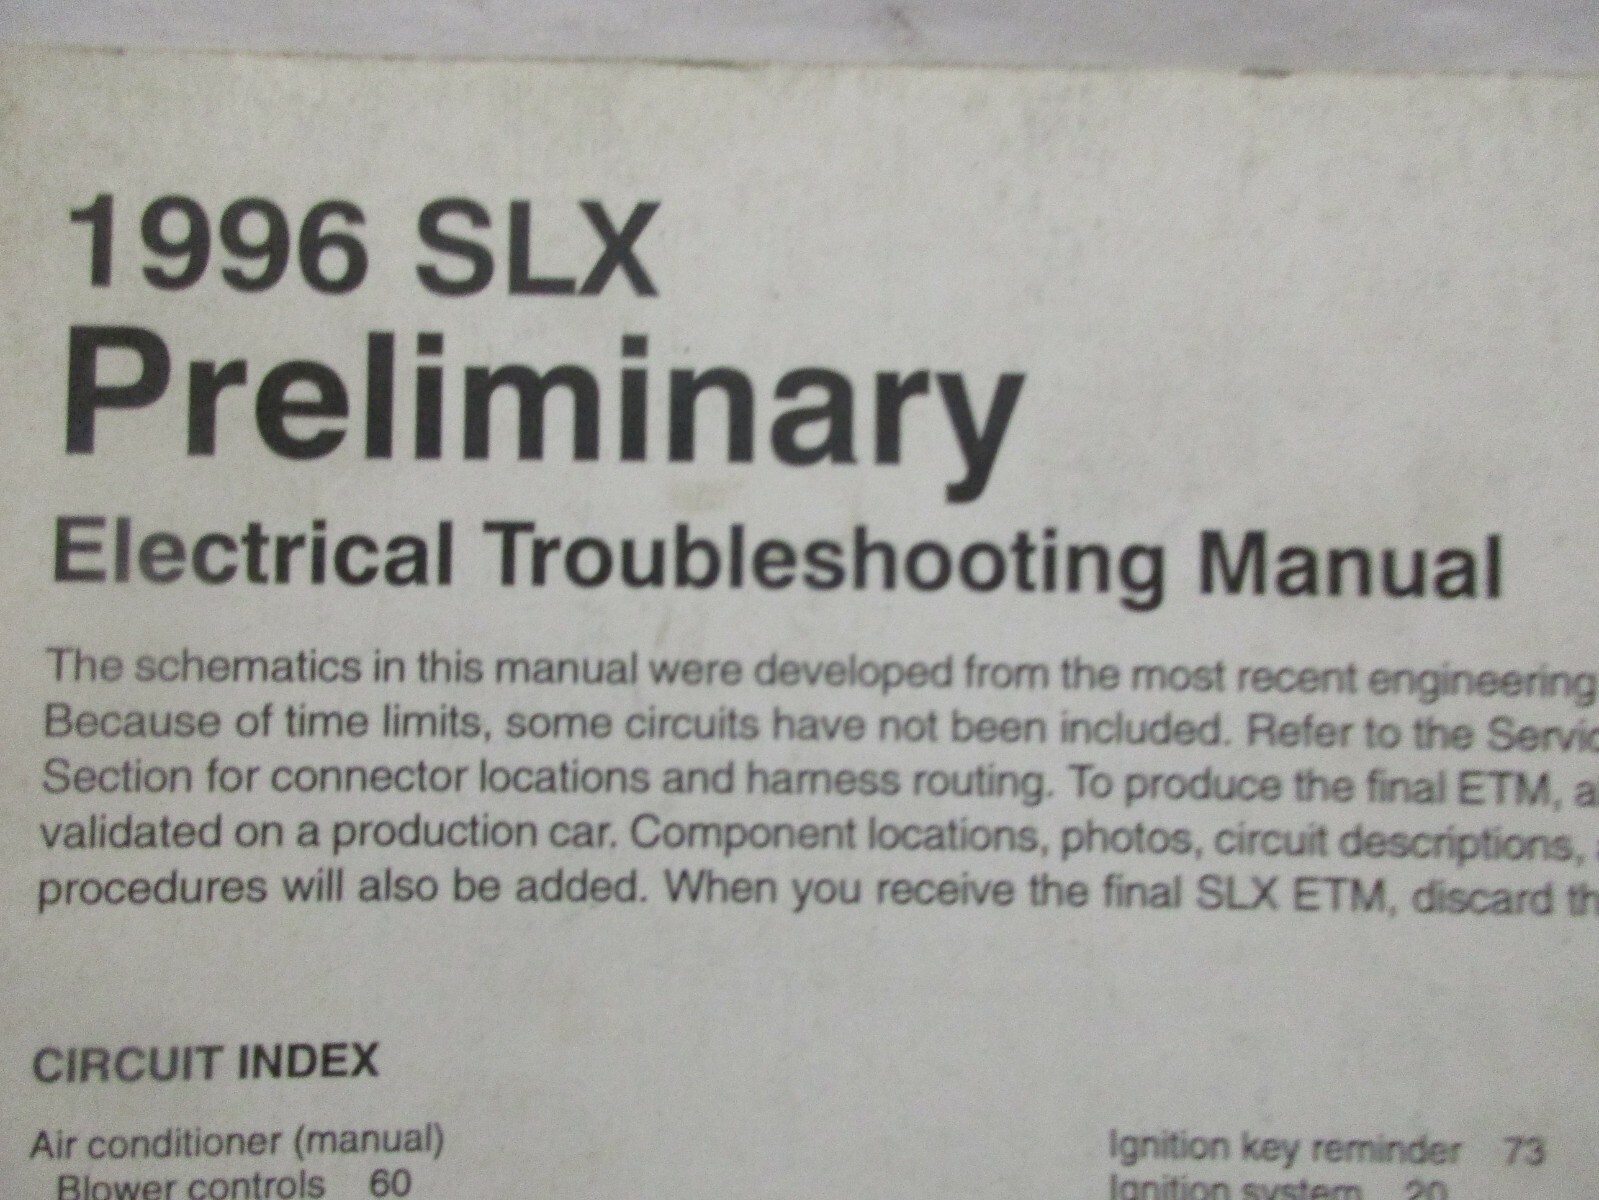 1996 SLX
Preliminary
Electrical Troubleshooting Manual
The schematics in this manual were developed from the most recent engineering
Because of time limits, some circuits have not been included. Refer to the
Section for connector locations and harness routing. To produce the final ETM,
validated on a production car. Component locations, photos, circuit descriptions,
procedures will also be added. When you receive the final SLX ETM, discard
CIRCUIT INDEX
Air conditioner (manual)
Blower controls 60
Ignition key reminder 73
Ignition system 20